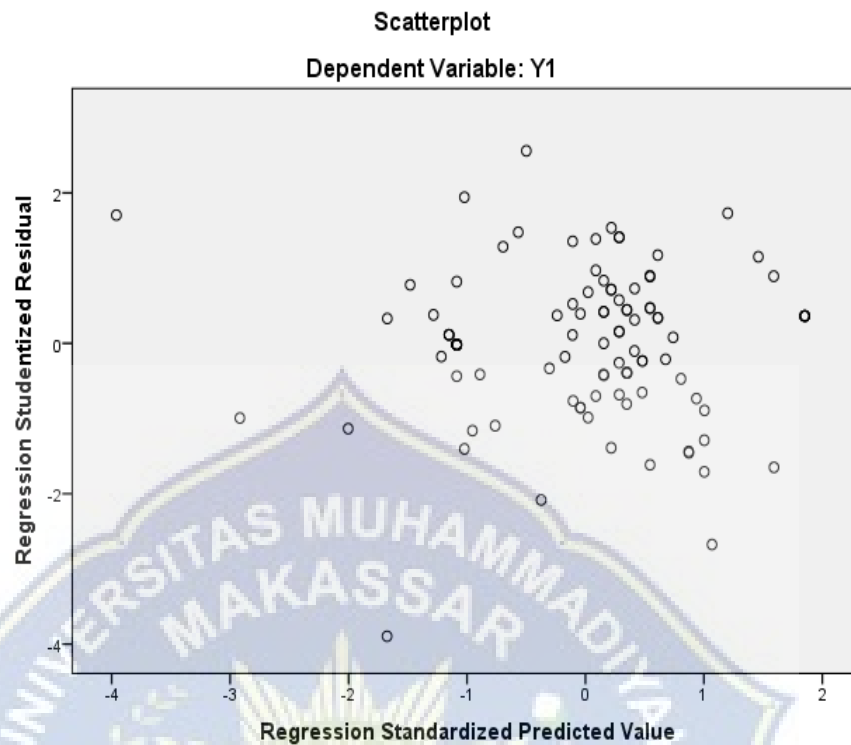 Scatterplot
Dependent Variable: Y1
Regression Studentized Residual
2
0
-2
-4
-4
-3
-2
-1
0
1
2
Regression Standardized Predicted Value
UNIVERSITAS MUHAMMADIYA
MAKASSAR